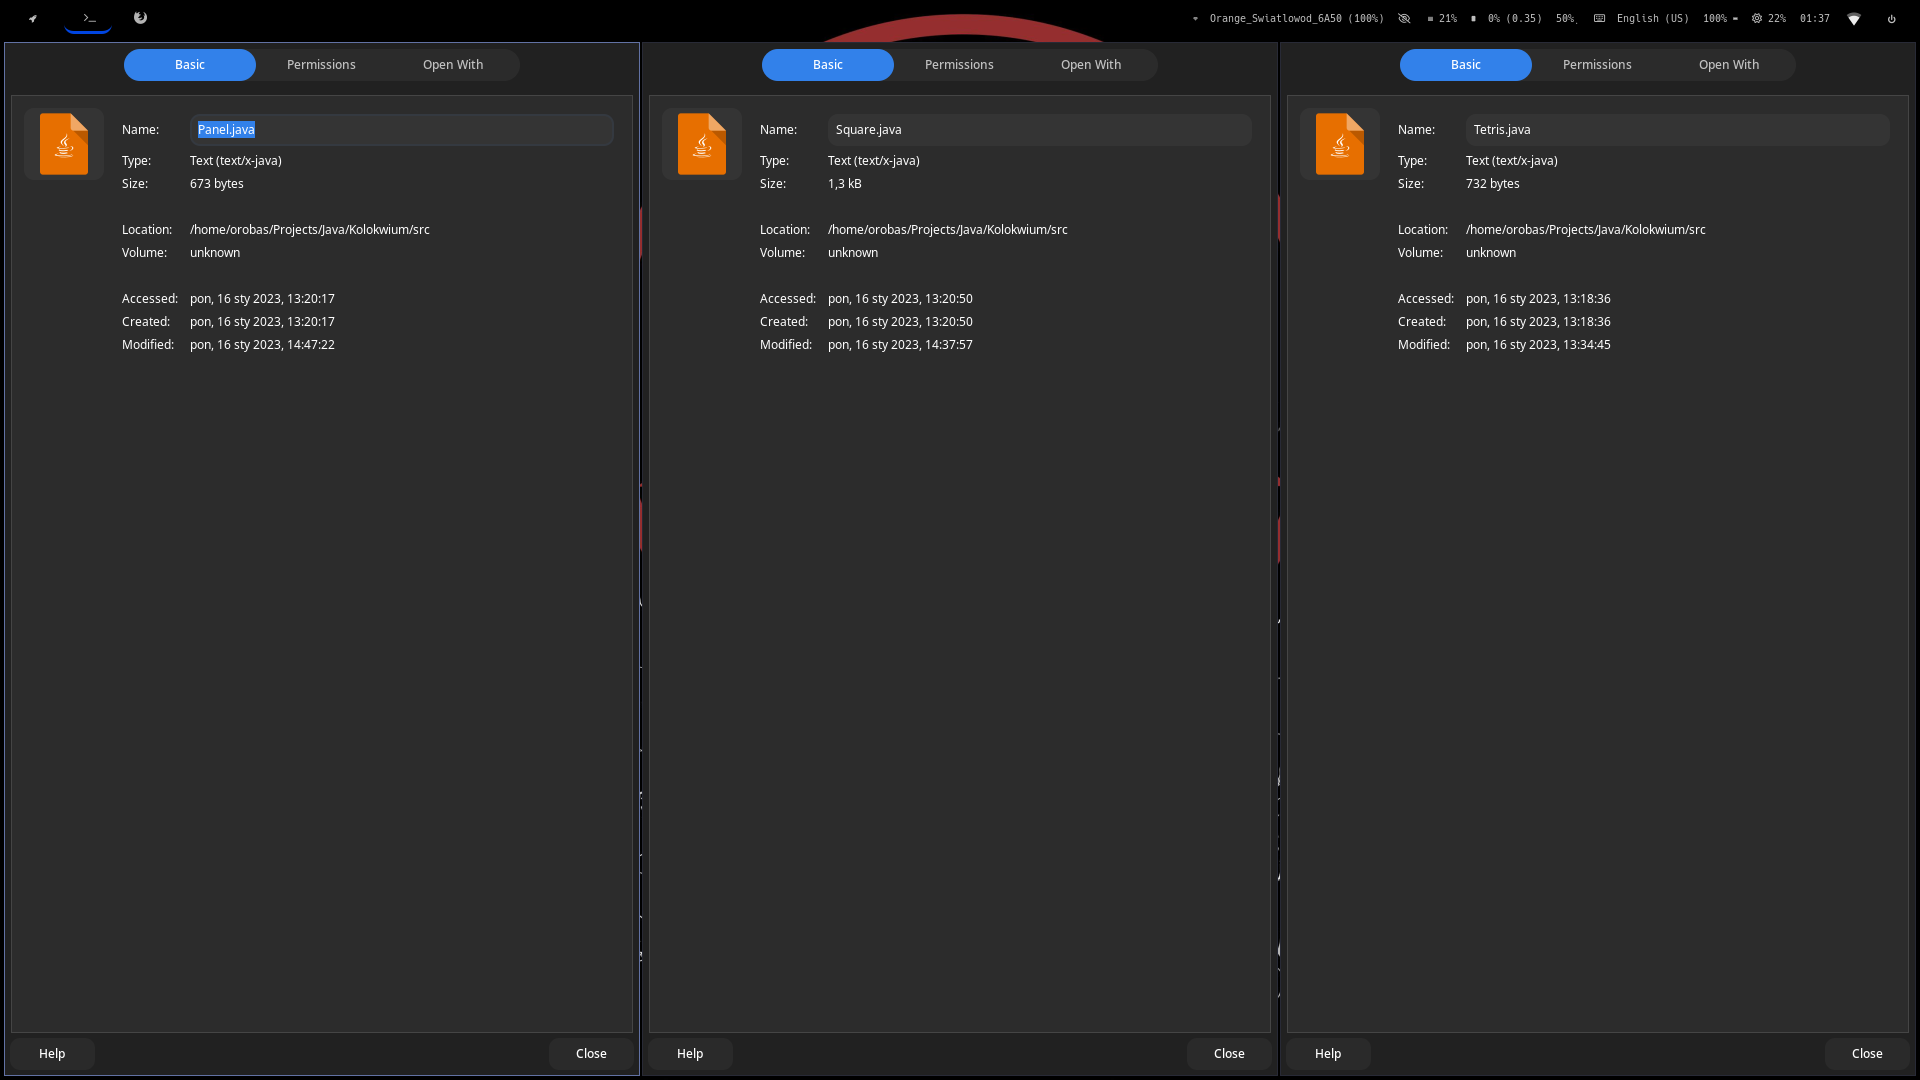 Orange_Swiatlowod_6A50 (100%) 21% 0% (0.35) 50% English (US) 100% 22% 01:37
Basic Permissions Open With
Name: Panel.java
Type: Text (text/x-java)
Size: 673 bytes
Location: /home/orobas/Projects/Java/Kolokwium/src
Volume: unknown
Accessed: pon, 16 sty 2023, 13:20:17
Created: pon, 16 sty 2023, 13:20:17
Modified: pon, 16 sty 2023, 14:47:22
Help Close
Basic Permissions Open With
Name: Square.java
Type: Text (text/x-java)
Size: 1,3 kB
Location: /home/orobas/Projects/Java/Kolokwium/src
Volume: unknown
Accessed: pon, 16 sty 2023, 13:20:50
Created: pon, 16 sty 2023, 13:20:50
Modified: pon, 16 sty 2023, 14:37:57
Help Close
Basic Permissions Open With
Name: Tetris.java
Type: Text (text/x-java)
Size: 732 bytes
Location: /home/orobas/Projects/Java/Kolokwium/src
Volume: unknown
Accessed: pon, 16 sty 2023, 13:18:36
Created: pon, 16 sty 2023, 13:18:36
Modified: pon, 16 sty 2023, 13:34:45
Help Close